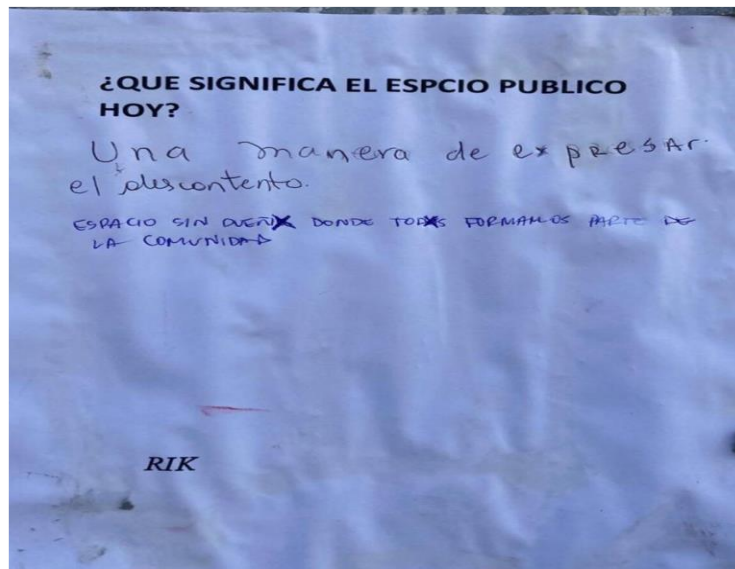 ¿QUE SIGNIFICA EL ESPCIO PUBLICO
HOY?
Una manera de expresar
el descontento.
ESPACIO SIN DUEÑX DONDE TODXS FORMAMOS PARTE DE
LA COMUNIDAD
RIK